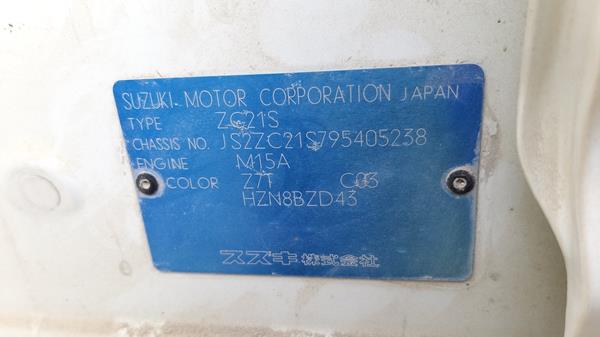 SUZUKI MOTOR CORPORATION JAPAN
TYPE ZC21S
CHASSIS NO. JS2ZC21S795405238
ENGINE M15A
COLOR Z7T C03
HZN8BZD43
スズキ株式会社